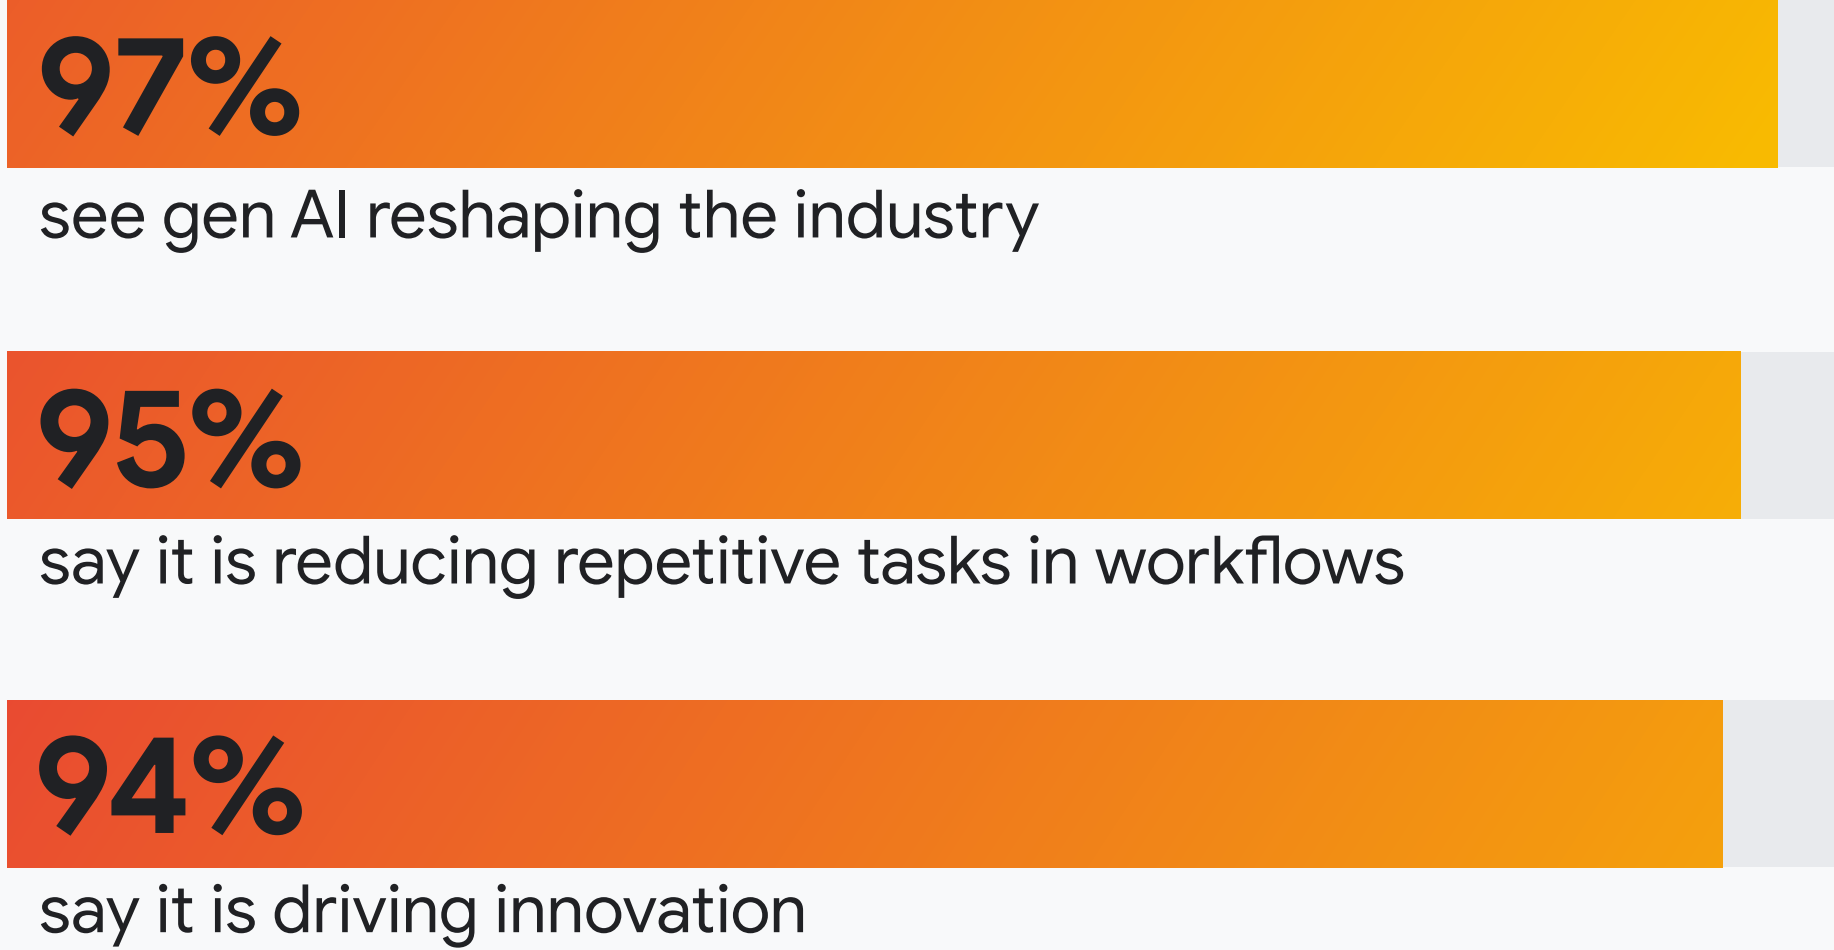 97%
see gen AI reshaping the industry
95%
say it is reducing repetitive tasks in workflows
94%
say it is driving innovation